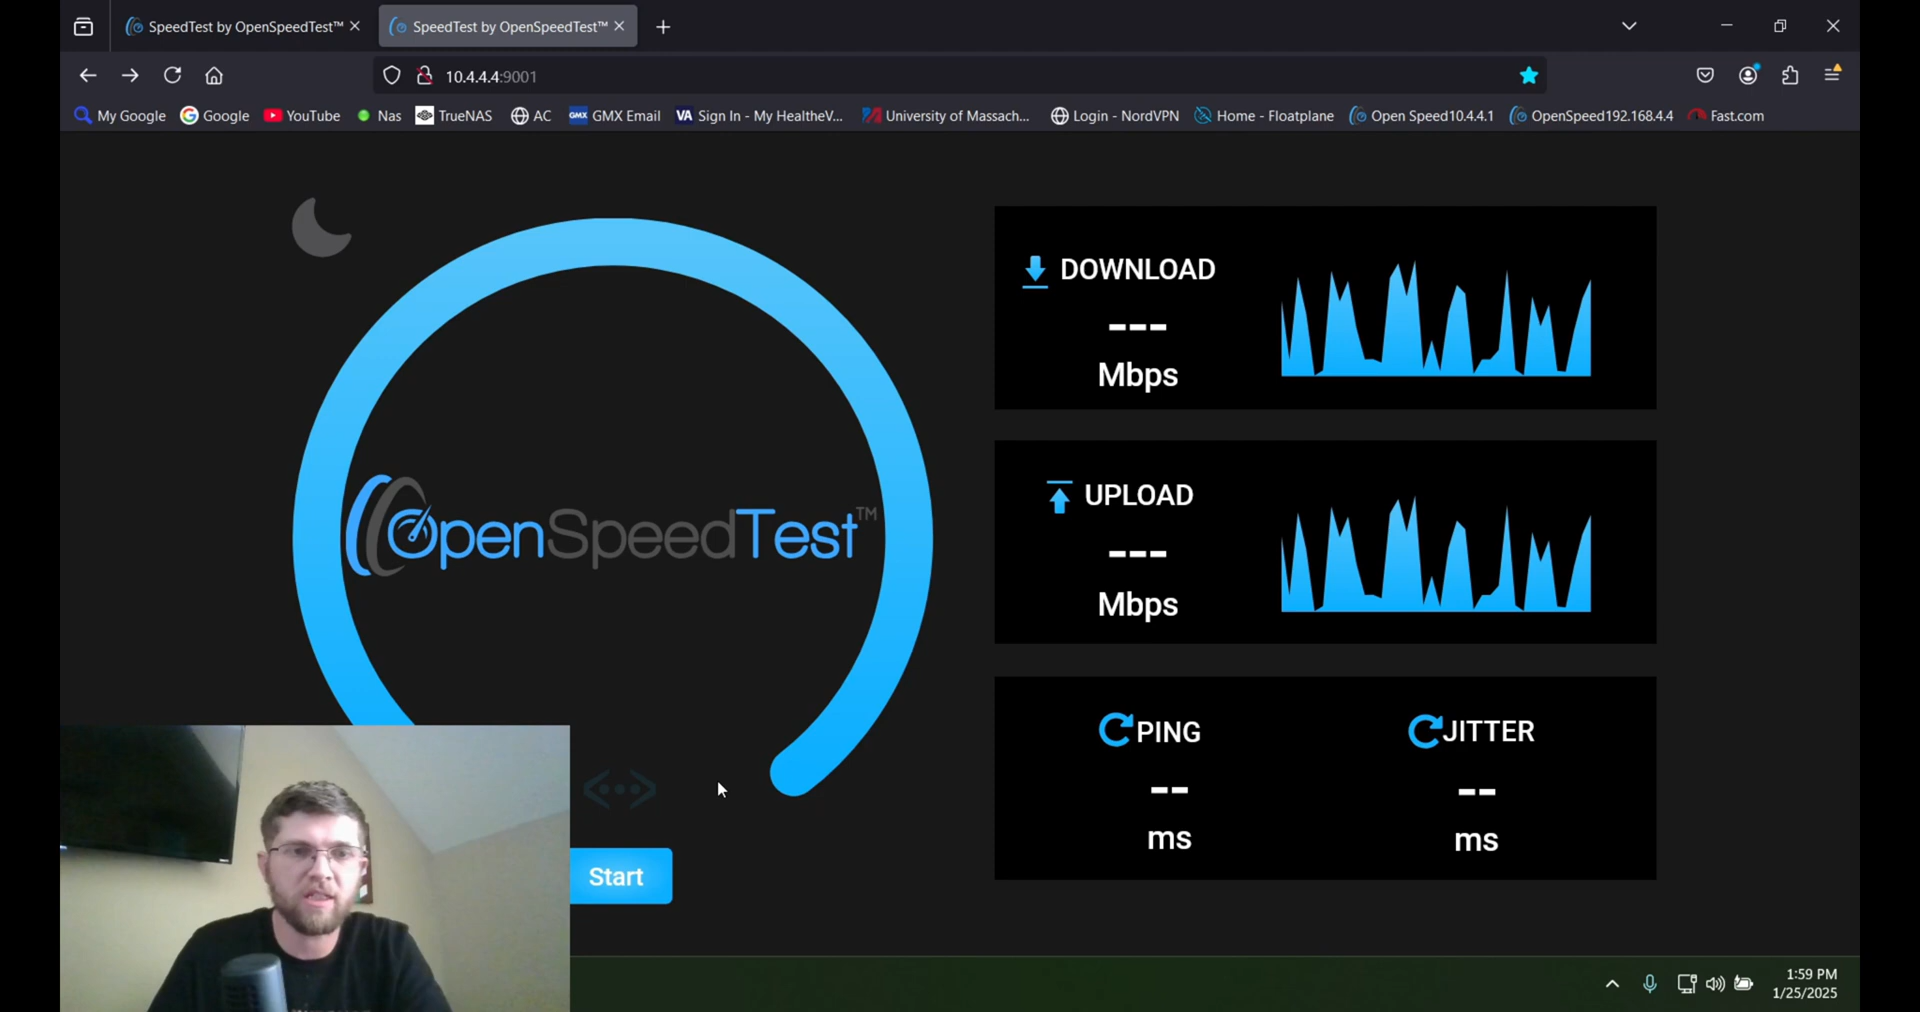 SpeedTest by OpenSpeedTest™
SpeedTest by OpenSpeedTest™
10.4.4.4:9001
My Google
Google
YouTube
Nas
TrueNAS
AC
GMX GMX Email
VA Sign In - My HealtheV...
University of Massach...
Login - NordVPN
Home - Floatplane
Open Speed10.4.4.1
OpenSpeed192.168.4.4
Fast.com
OpenSpeedTest™
Start
DOWNLOAD
---
Mbps
UPLOAD
---
Mbps
PING
--
ms
JITTER
--
ms
1:59 PM
1/25/2025